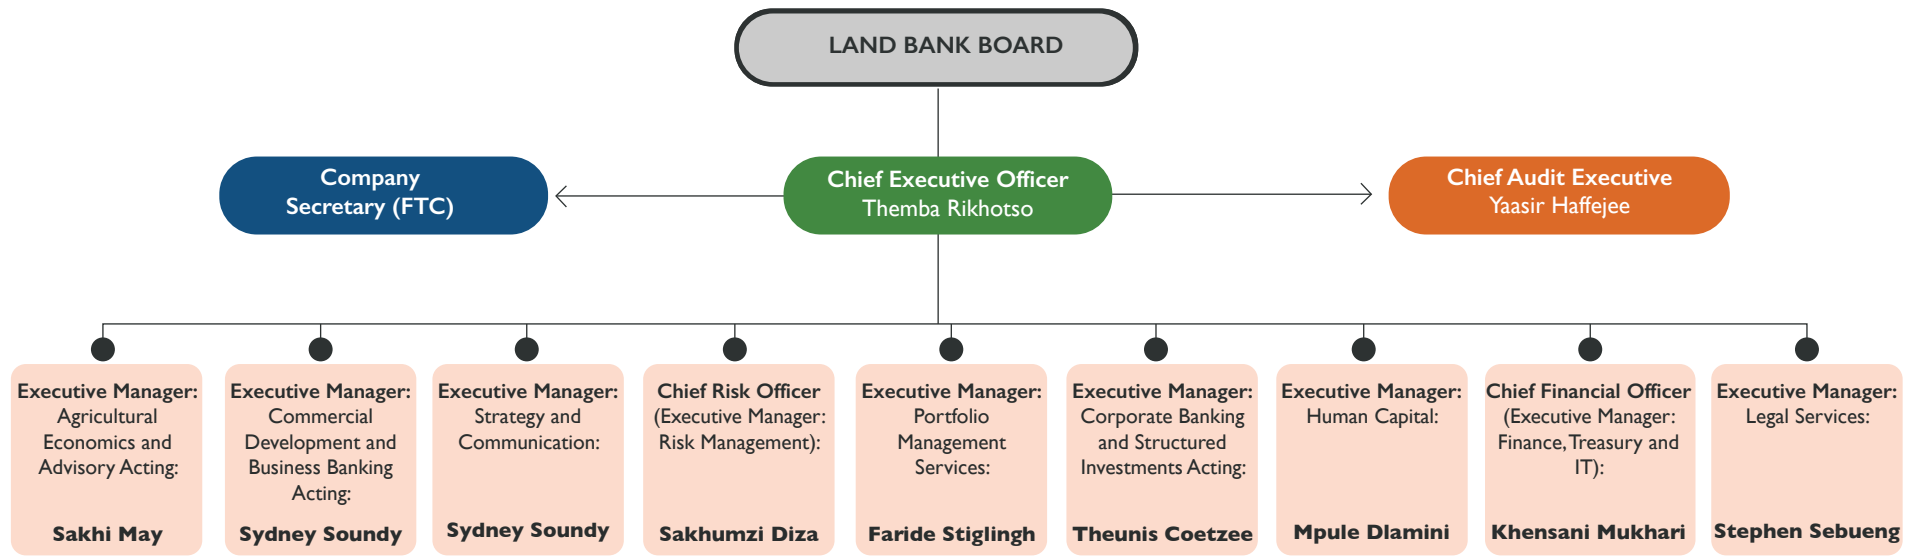 LAND BANK BOARD
Company
Secretary (FTC)
Chief Executive Officer
Themba Rikhotso
Chief Audit Executive
Yaasir Haffejee
Executive Manager:
Agricultural
Economics and
Advisory Acting:
Sakhi May
Executive Manager:
Commercial
Development and
Business Banking
Acting:
Sydney Soundy
Executive Manager:
Strategy and
Communication:
Sydney Soundy
Chief Risk Officer
(Executive Manager:
Risk Management):
Sakhumzi Diza
Executive Manager:
Portfolio
Management
Services:
Faride Stiglingh
Executive Manager:
Corporate Banking
and Structured
Investments Acting:
Theunis Coetzee
Executive Manager:
Human Capital:
Mpule Dlamini
Chief Financial Officer
(Executive Manager:
Finance, Treasury and
IT):
Khensani Mukhari
Executive Manager:
Legal Services:
Stephen Sebueng